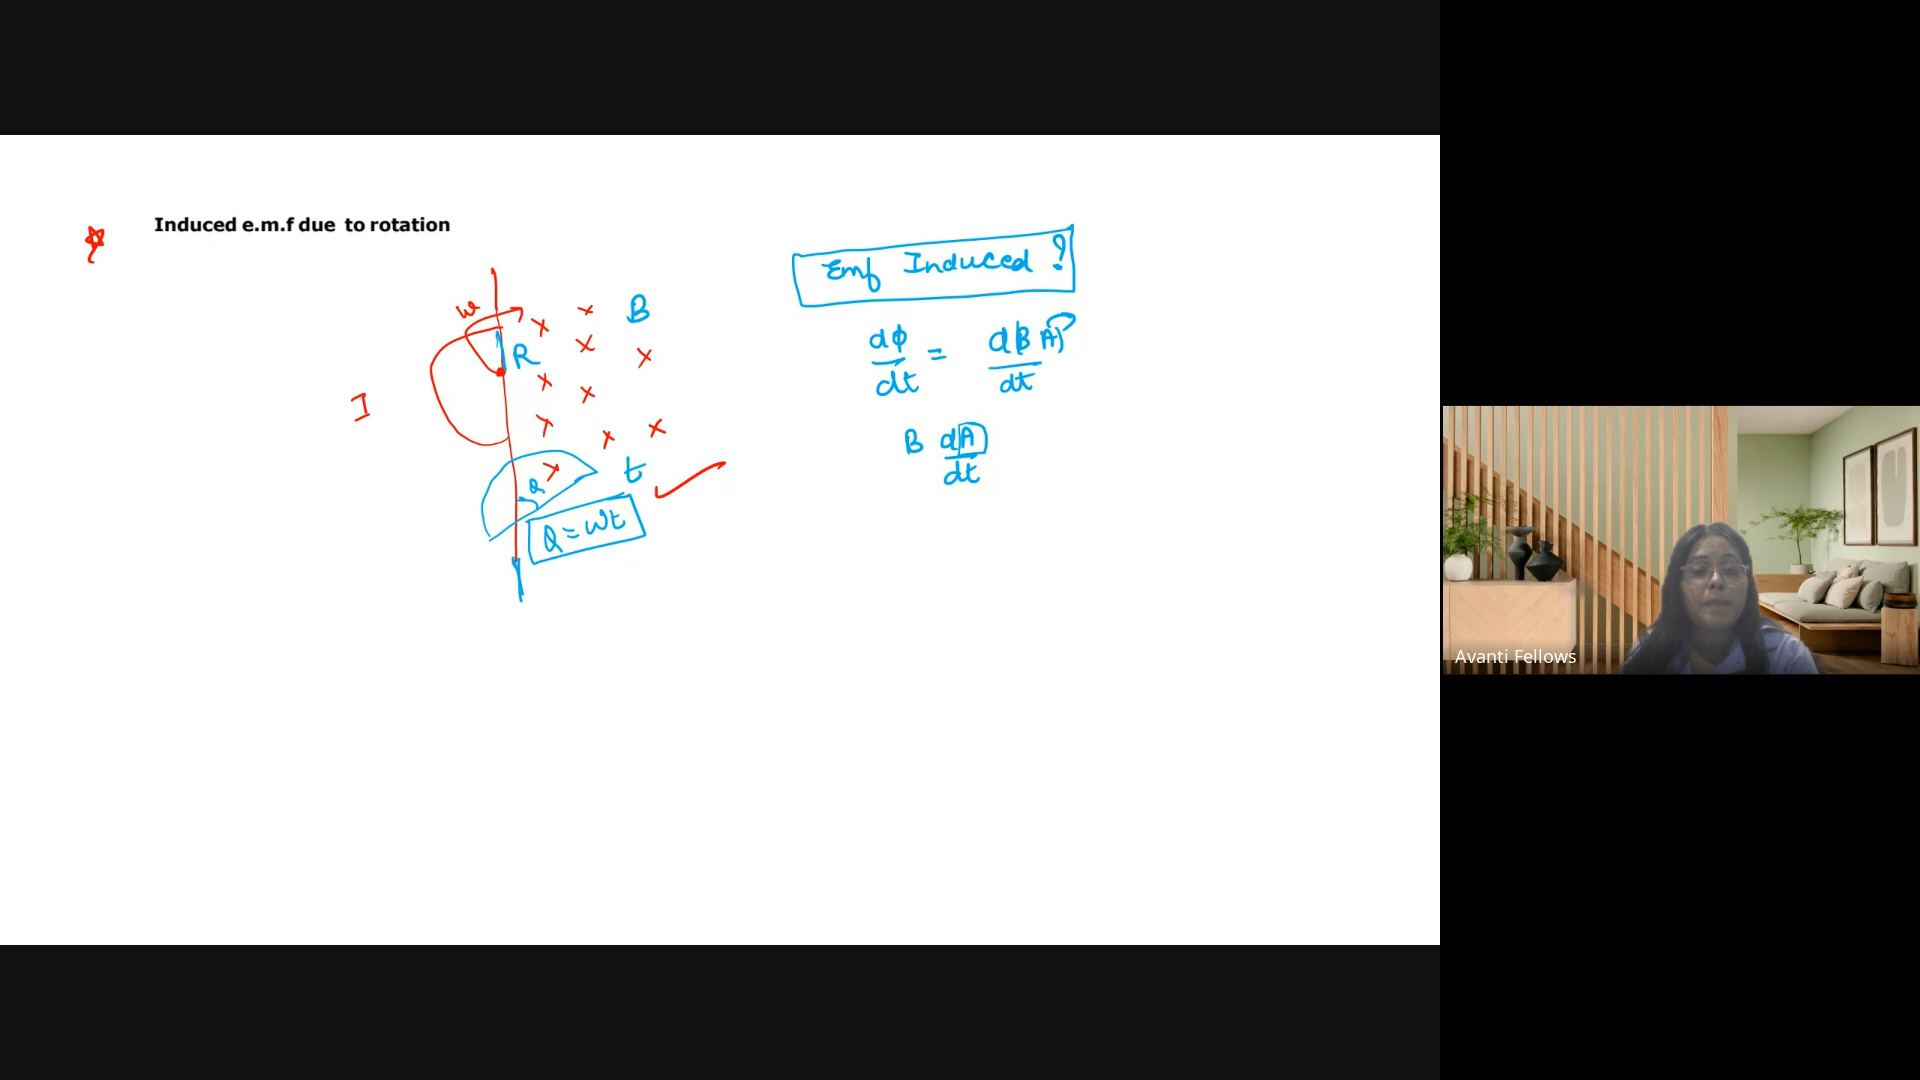 Induced e.m.f due to rotation
Emf Induced ?
ω
B
R
dϕ/dt = d(BA)/dt
I
B dA/dt
t
θ
θ = ωt
Avanti Fellows